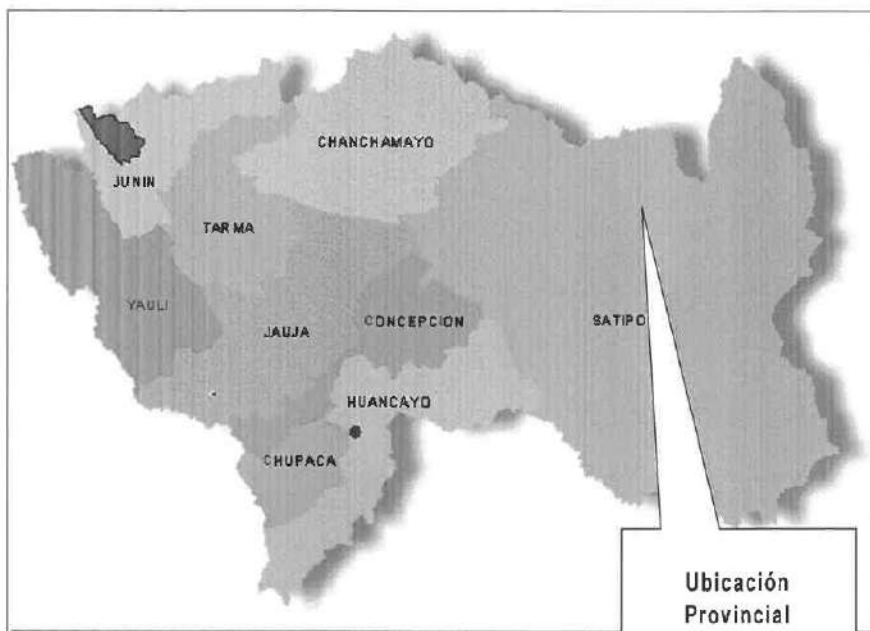 CHANCHAMAYO
JUNIN
TARMA
YAULI
JAUJA
CONCEPCION
SATIPO
HUANCAYO
CHUPACA
Ubicación
Provincial